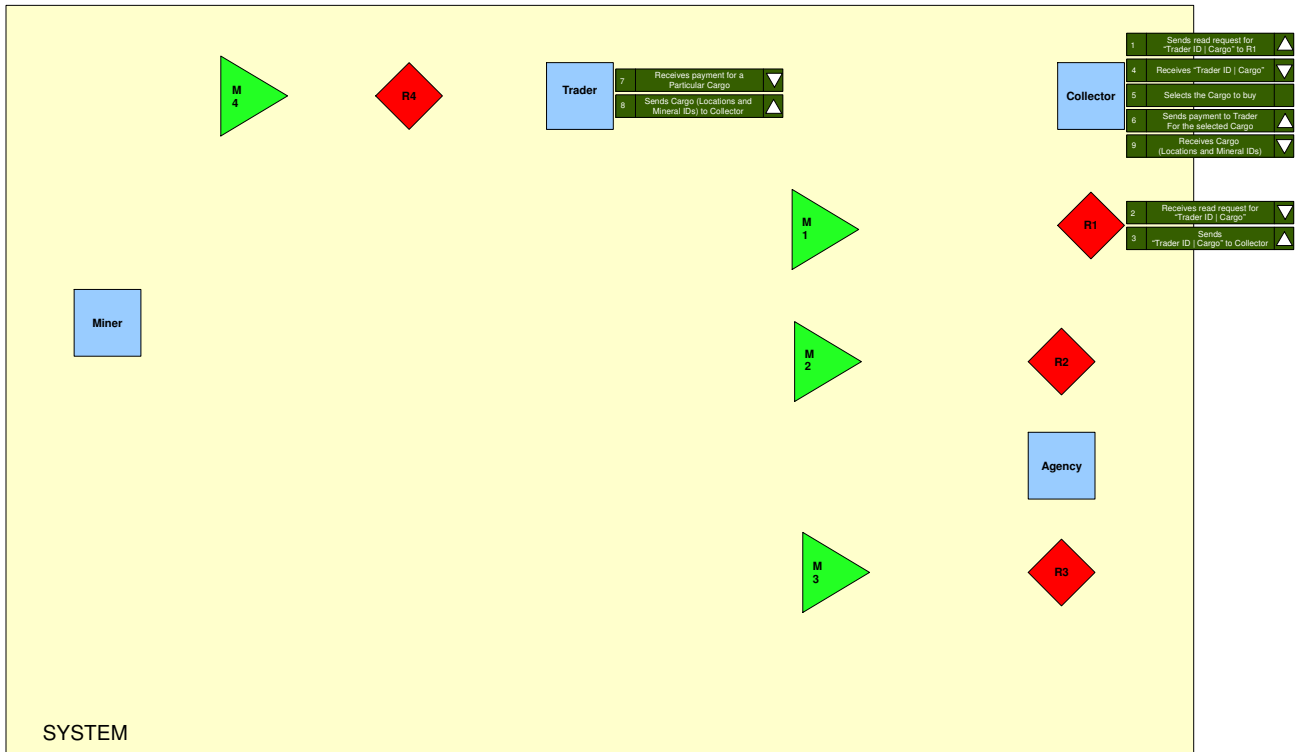 M
4
R4
Trader
7
Receives payment for a
Particular Cargo
8
Sends Cargo (Locations and
Mineral IDs) to Collector
Collector
1
Sends read request for
"Trader ID | Cargo" to R1
4
Receives "Trader ID | Cargo"
5
Selects the Cargo to buy
6
Sends payment to Trader
For the selected Cargo
9
Receives Cargo
(Locations and Mineral IDs)
M
1
R1
2
Receives read request for
"Trader ID | Cargo"
3
Sends
"Trader ID | Cargo" to Collector
Miner
M
2
R2
Agency
M
3
R3
SYSTEM